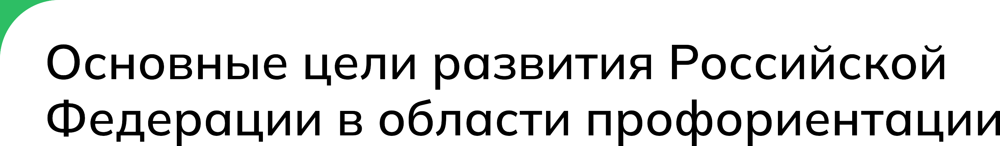 Основные цели развития Российской
Федерации в области профориентации